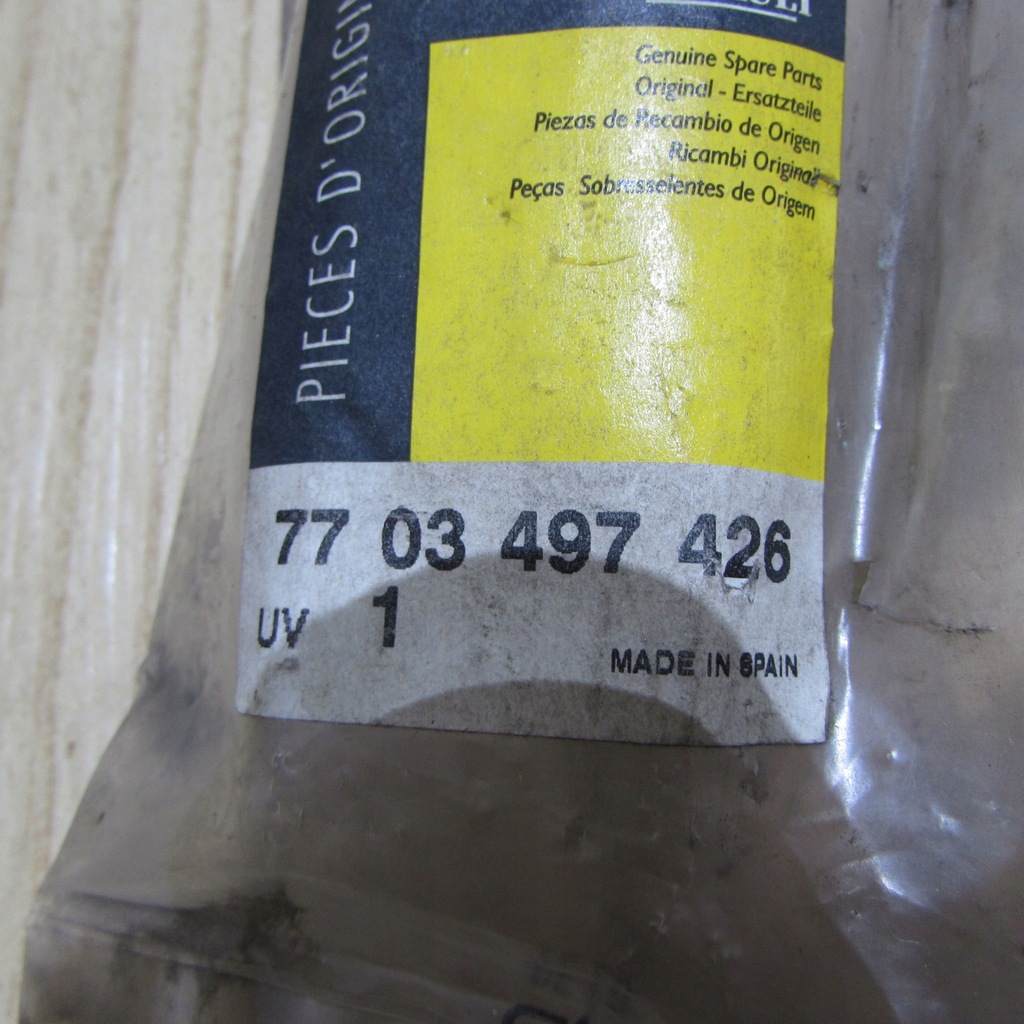 PIECES D'ORIGI
Genuine Spare Parts
Original - Ersatzteile
Piezas de Recambio de Origen
Ricambi Originali
Peças Sobresselentes de Origem
77 03 497 426
UV 1
MADE IN SPAIN